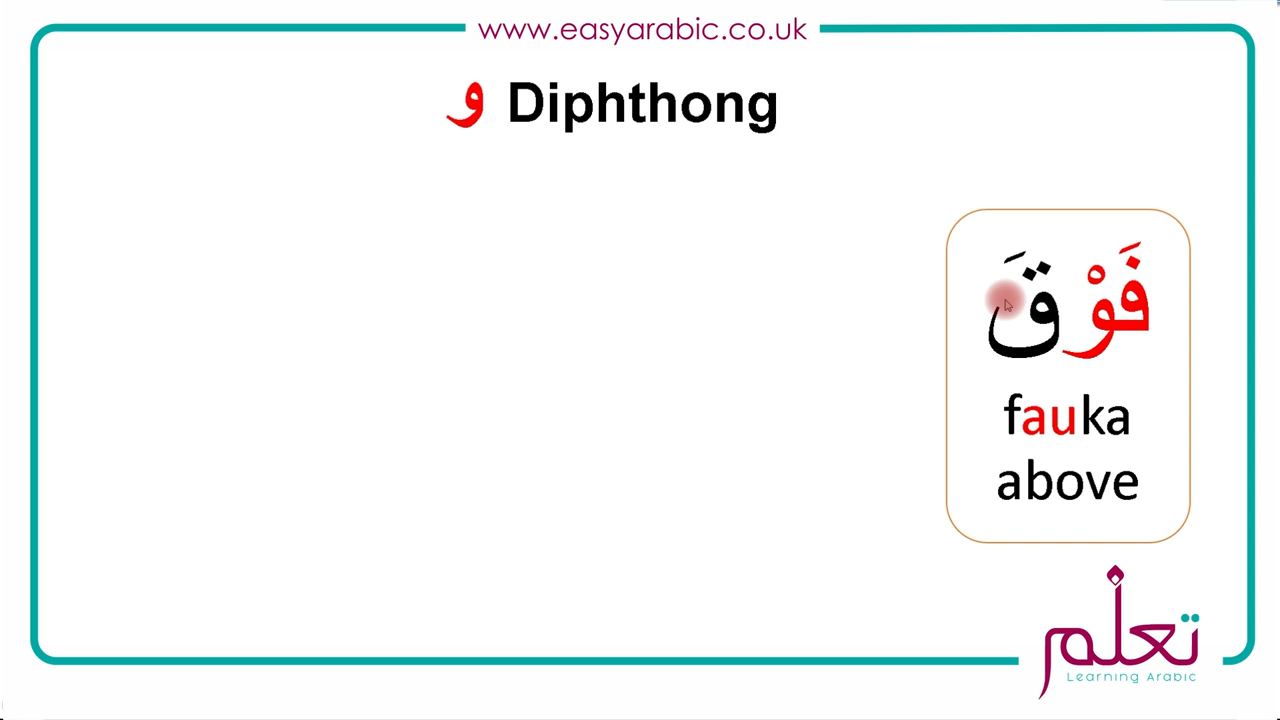 www.easyarabic.co.uk
و Diphthong
فَوْقَ
fauka
above
تعلم
Learning Arabic